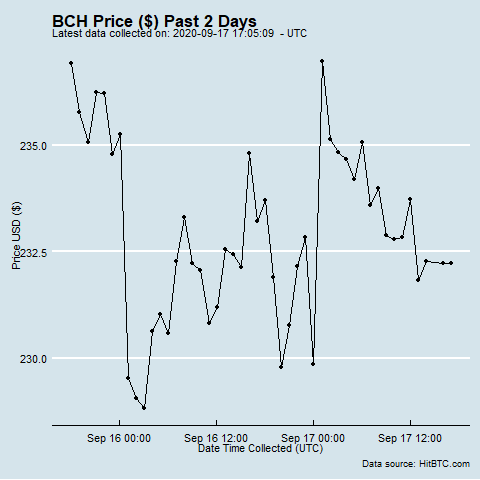 BCH Price ($) Past 2 Days
Latest data collected on: 2020-09-17 17:05:09 - UTC
235.0
232.5
230.0
Price USD ($)
Sep 16 00:00 Sep 16 12:00 Sep 17 00:00 Sep 17 12:00
Date Time Collected (UTC)
Data source: HitBTC.com